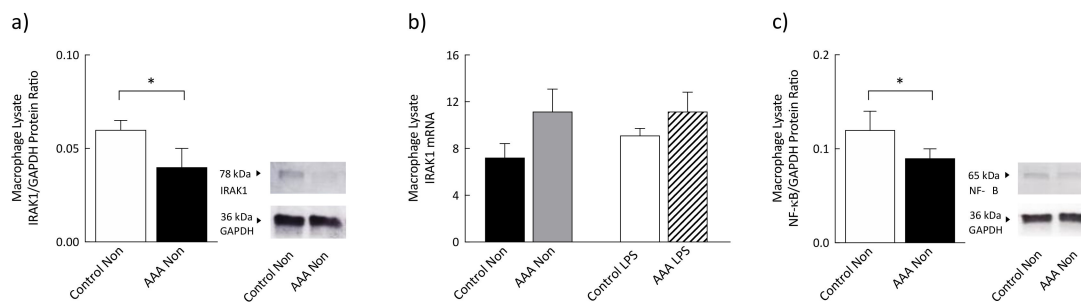 a)
Macrophage Lysate
IRAK1/GAPDH Protein Ratio
0.10
0.05
0.00
*
Control Non
AAA Non
78 kDa
IRAK1
36 kDa
GAPDH
Control Non
AAA Non
b)
Macrophage Lysate
IRAK1 mRNA
16
12
8
4
0
Control Non
AAA Non
Control LPS
AAA LPS
c)
Macrophage Lysate
NF-κB/GAPDH Protein Ratio
0.2
0.1
0.0
*
Control Non
AAA Non
65 kDa
NF- B
36 kDa
GAPDH
Control Non
AAA Non